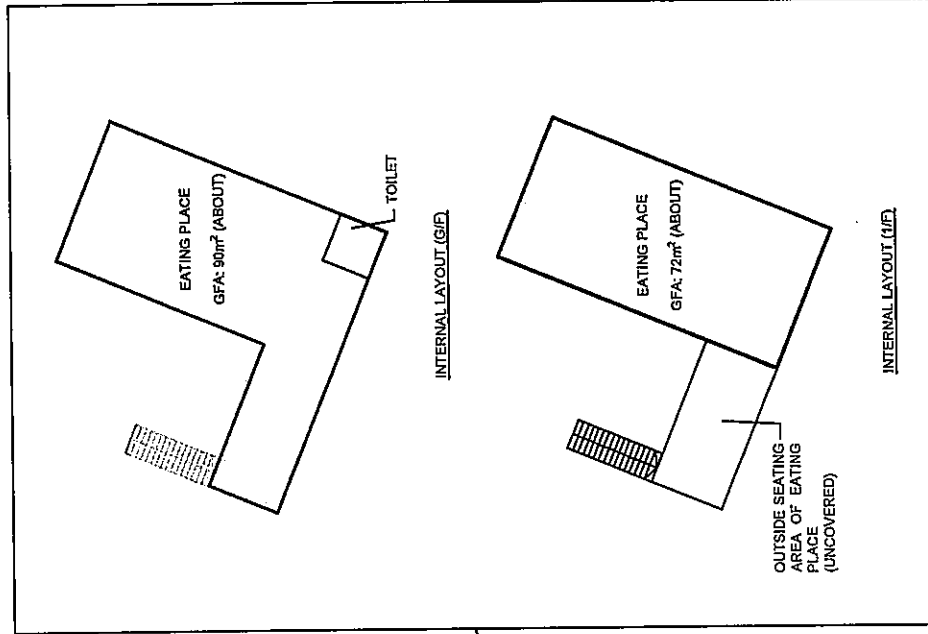 EATING PLACE
GFA: 90m² (ABOUT)
TOILET
INTERNAL LAYOUT (G/F)
EATING PLACE
GFA: 72m² (ABOUT)
OUTSIDE SEATING
AREA OF EATING
PLACE
(UNCOVERED)
INTERNAL LAYOUT (1/F)